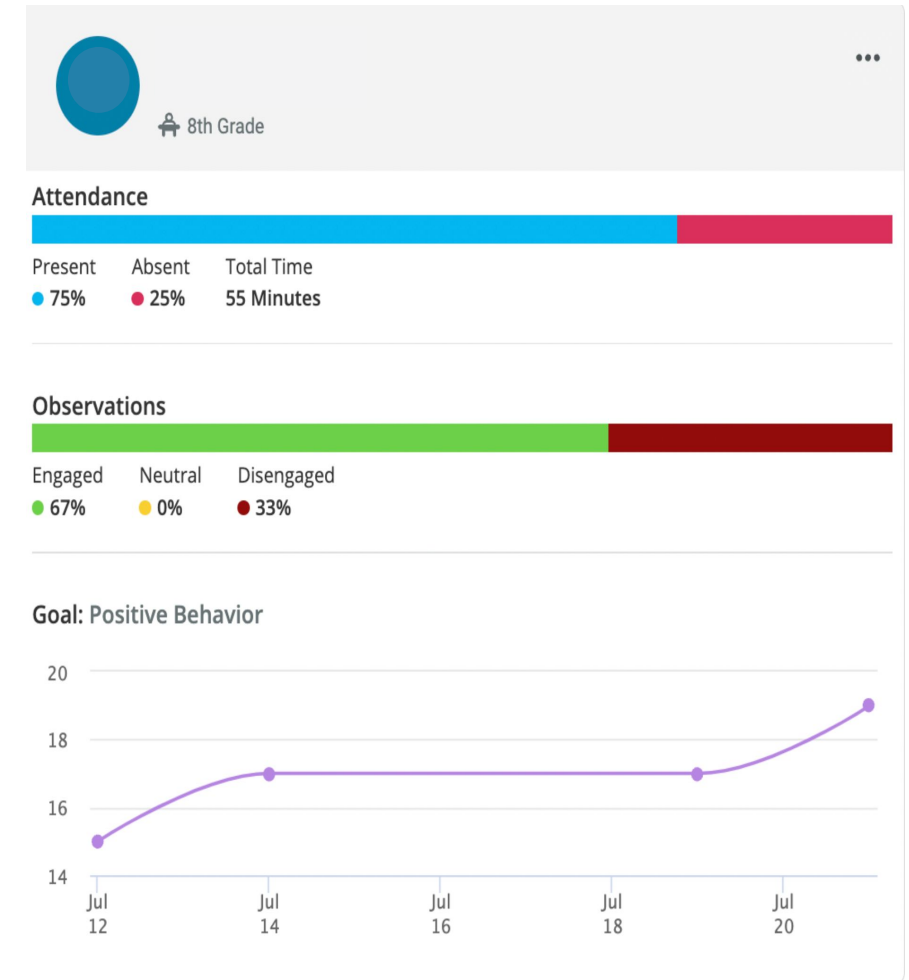 8th Grade
Attendance
Present Absent Total Time
75% 25% 55 Minutes
Observations
Engaged Neutral Disengaged
67% 0% 33%
Goal: Positive Behavior
20
18
16
14
Jul Jul Jul Jul Jul
12 14 16 18 20